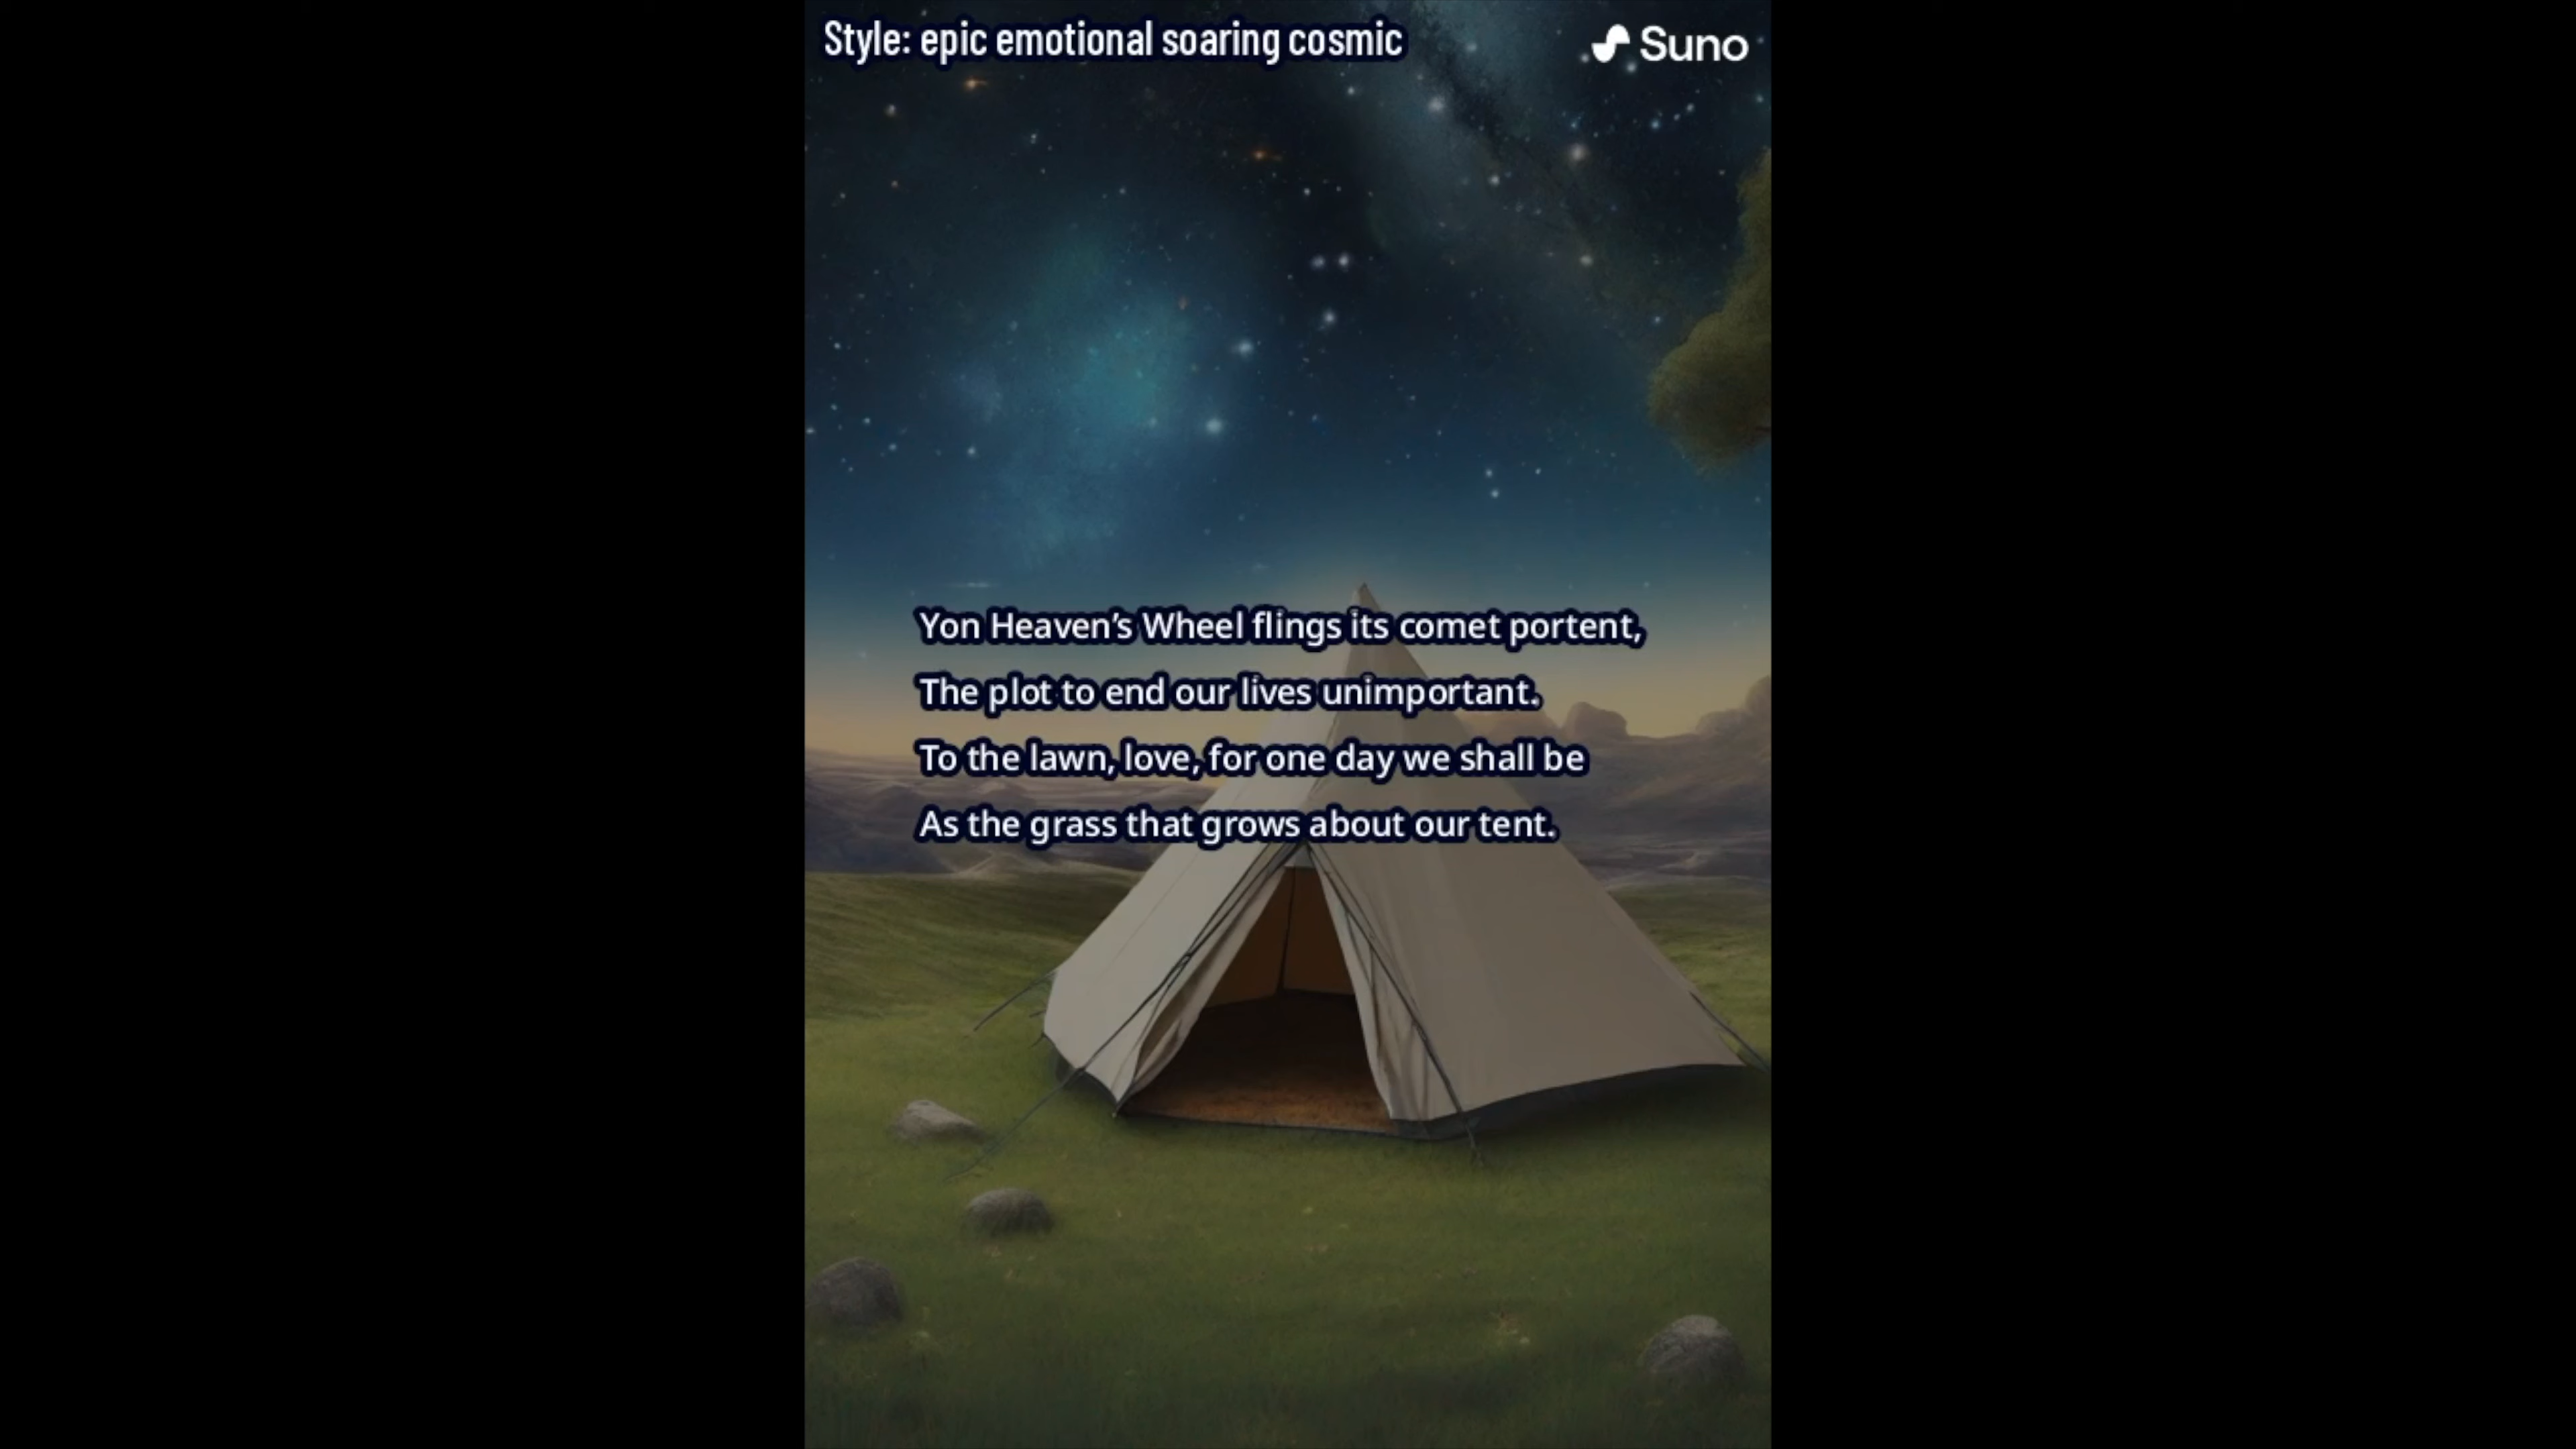 Style: epic emotional soaring cosmic
Suno
Yon Heaven’s Wheel flings its comet portent,
The plot to end our lives unimportant.
To the lawn, love, for one day we shall be
As the grass that grows about our tent.